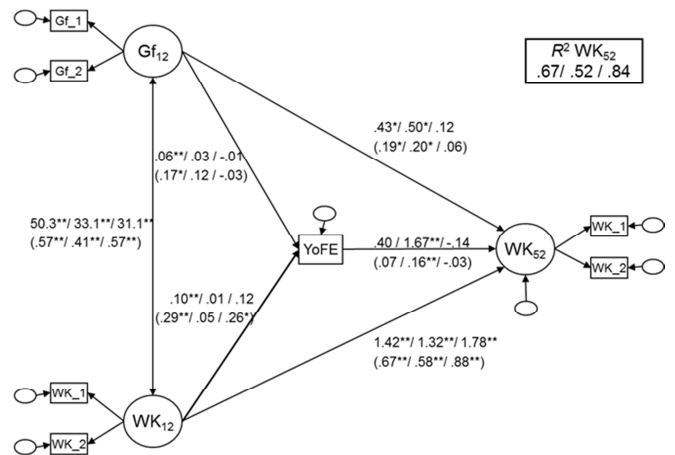 Gf_1
Gf_2
Gf12
R² WK52
.67/ .52 / .84
.43*/ .50*/ .12
(.19*/ .20* / .06)
.06**/ .03 / -.01
(.17*/ .12 / -.03)
50.3**/ 33.1**/ 31.1**
(.57**/ .41**/ .57**)
YoFE
.40 / 1.67**/ -.14
(.07 / .16**/ -.03)
WK52
WK_1
WK_2
.10**/ .01 / .12
(.29**/ .05 / .26*)
1.42**/ 1.32**/ 1.78**
(.67**/ .58**/ .88**)
WK_1
WK_2
WK12